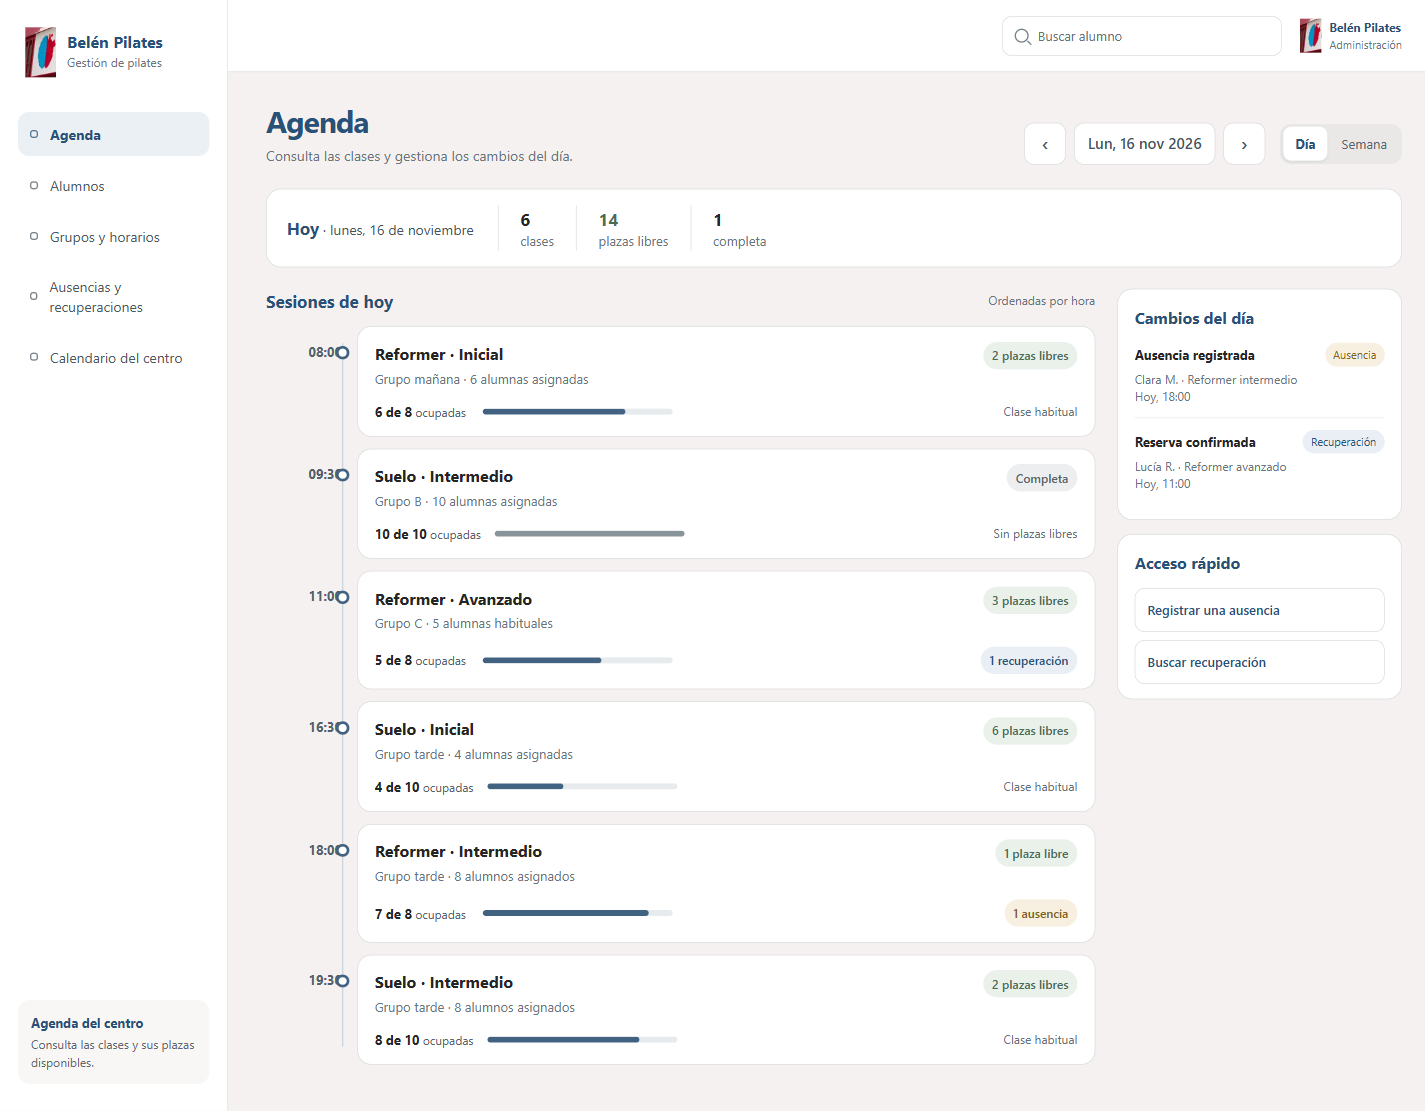 Belén Pilates
Gestión de pilates
Agenda
Alumnos
Grupos y horarios
Ausencias y
recuperaciones
Calendario del centro
Agenda del centro
Consulta las clases y sus plazas
disponibles.
Buscar alumno
Belén Pilates
Administración
Agenda
Consulta las clases y gestiona los cambios del día.
‹
Lun, 16 nov 2026
›
Día
Semana
Hoy · lunes, 16 de noviembre
6
clases
14
plazas libres
1
completa
Sesiones de hoy
Ordenadas por hora
08:00
Reformer · Inicial
2 plazas libres
Grupo mañana · 6 alumnas asignadas
6 de 8 ocupadas
Clase habitual
09:30
Suelo · Intermedio
Completa
Grupo B · 10 alumnas asignadas
10 de 10 ocupadas
Sin plazas libres
11:00
Reformer · Avanzado
3 plazas libres
Grupo C · 5 alumnas habituales
5 de 8 ocupadas
1 recuperación
16:30
Suelo · Inicial
6 plazas libres
Grupo tarde · 4 alumnas asignadas
4 de 10 ocupadas
Clase habitual
18:00
Reformer · Intermedio
1 plaza libre
Grupo tarde · 8 alumnos asignados
7 de 8 ocupadas
1 ausencia
19:30
Suelo · Intermedio
2 plazas libres
Grupo tarde · 8 alumnos asignados
8 de 10 ocupadas
Clase habitual
Cambios del día
Ausencia registrada
Ausencia
Clara M. · Reformer intermedio
Hoy, 18:00
Reserva confirmada
Recuperación
Lucía R. · Reformer avanzado
Hoy, 11:00
Acceso rápido
Registrar una ausencia
Buscar recuperación